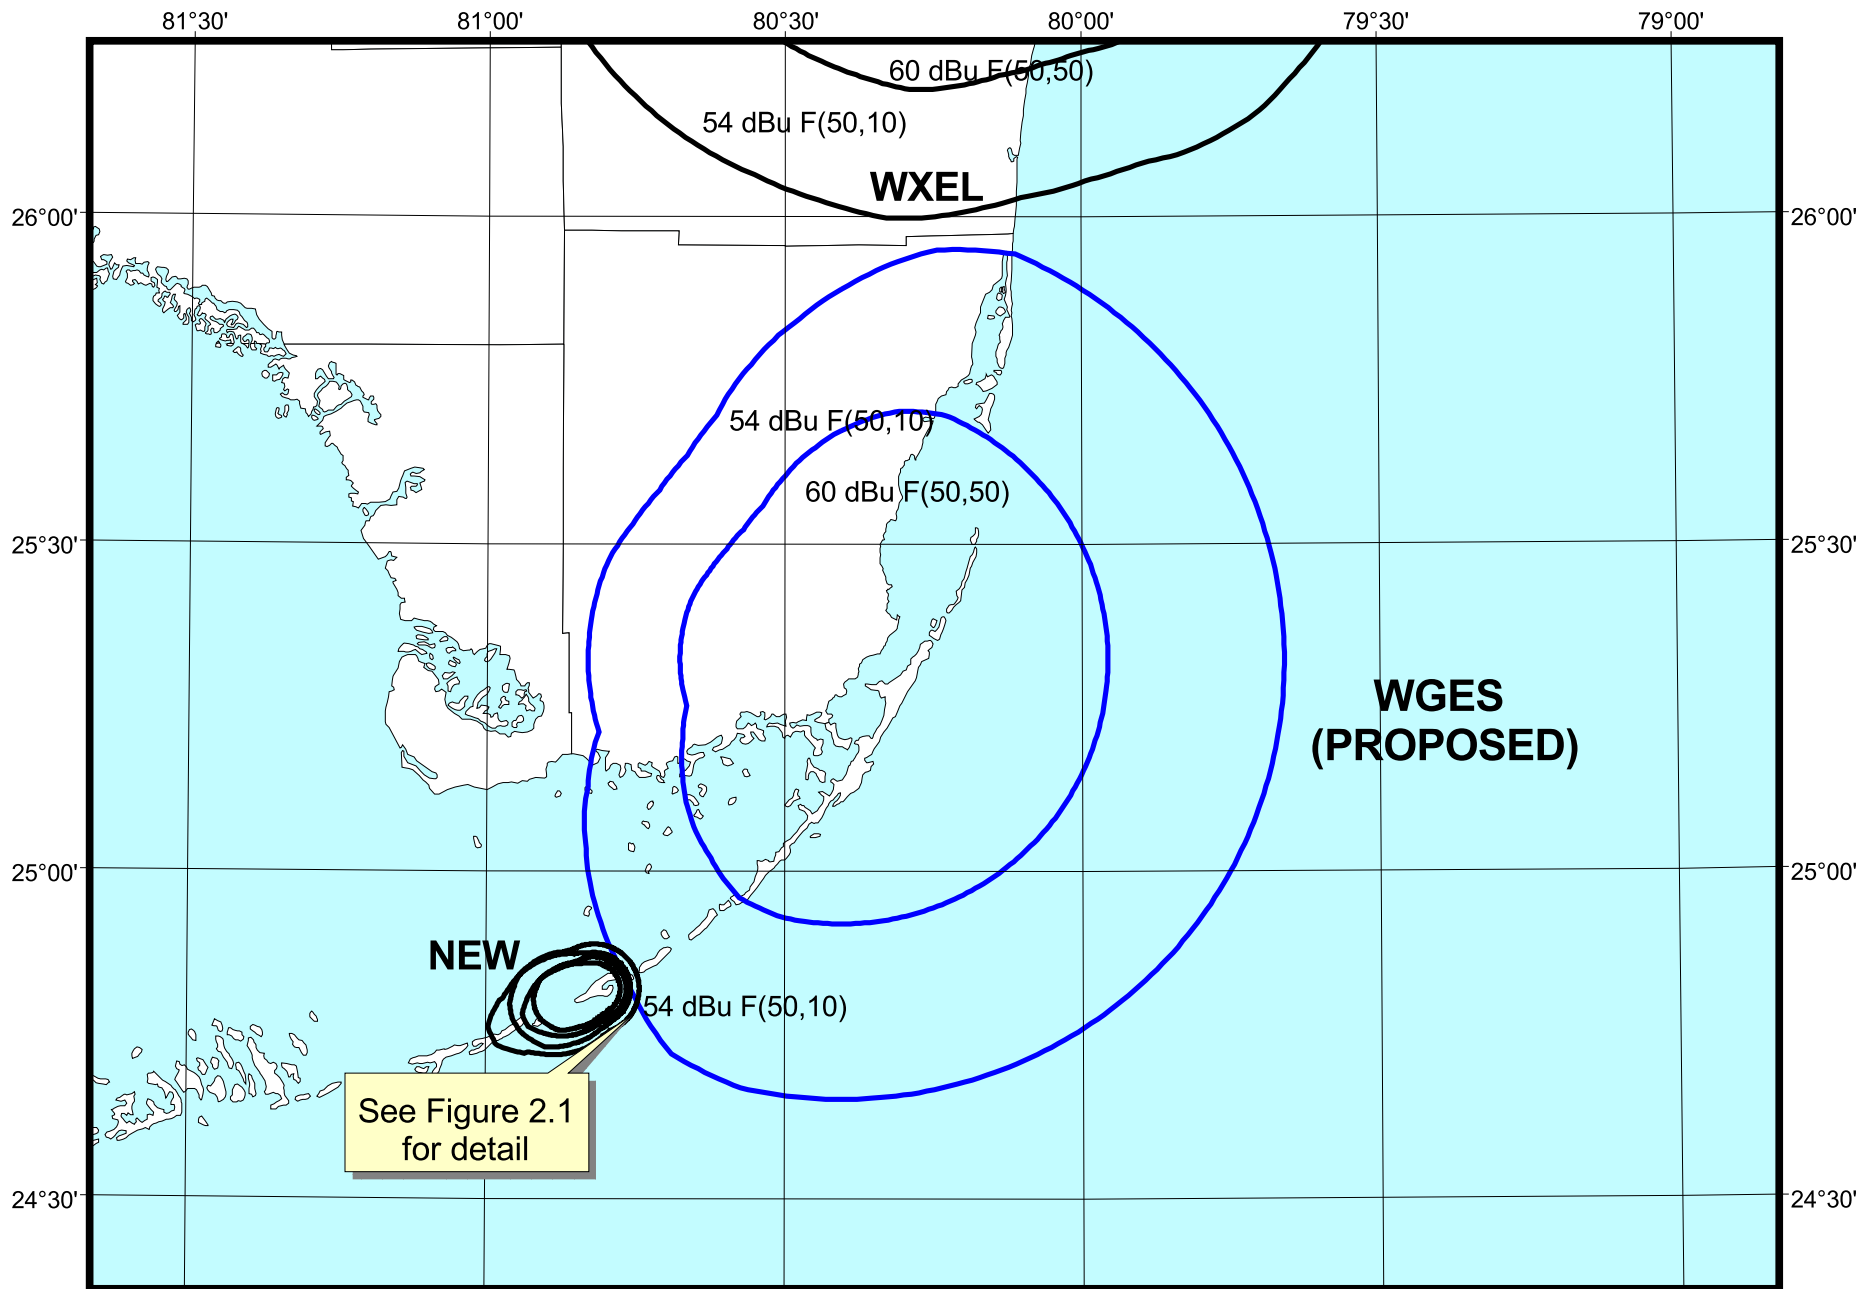 81°30' 81°00' 80°30' 80°00' 79°30' 79°00'
60 dBu F(50,50)
54 dBu F(50,10)
WXEL
26°00' 26°00'
54 dBu F(50,10)
60 dBu F(50,50)
25°30' 25°30'
WGES
(PROPOSED)
25°00' 25°00'
NEW
54 dBu F(50,10)
See Figure 2.1
for detail
24°30' 24°30'